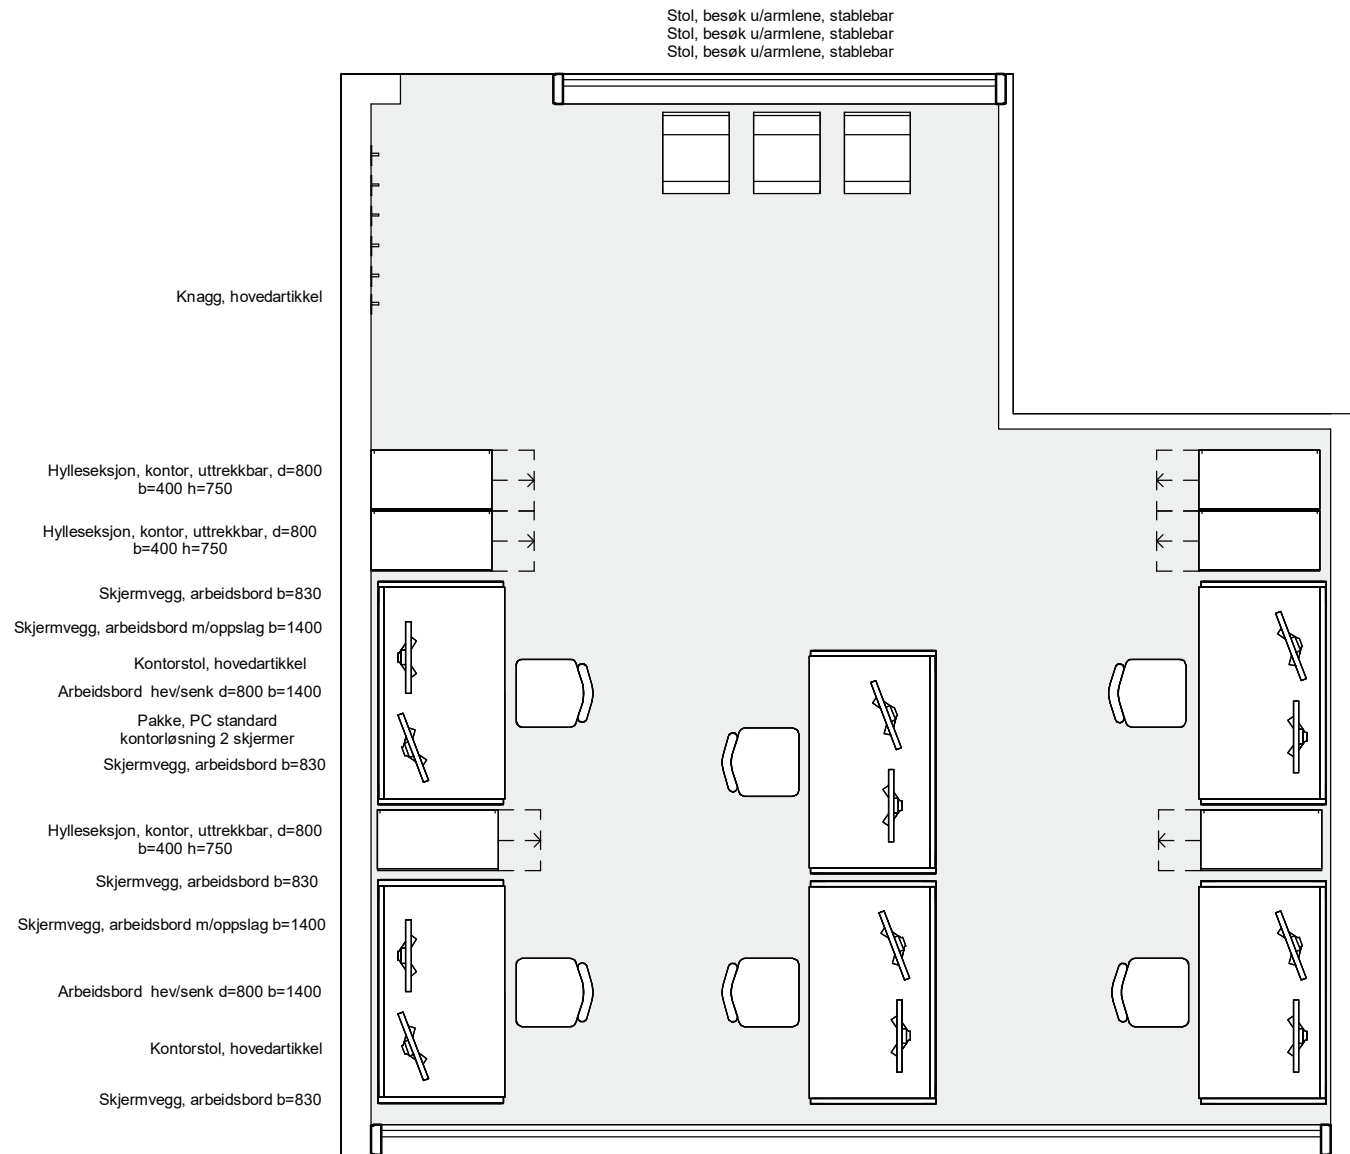 Stol, besøk u/armlene, stablebar
Stol, besøk u/armlene, stablebar
Stol, besøk u/armlene, stablebar
Knagg, hovedartikkel
Hylleseksjon, kontor, uttrekkbar, d=800
b=400 h=750
Hylleseksjon, kontor, uttrekkbar, d=800
b=400 h=750
Skjermvegg, arbeidsbord b=830
Skjermvegg, arbeidsbord m/oppslag b=1400
Kontorstol, hovedartikkel
Arbeidsbord  hev/senk d=800 b=1400
Pakke, PC standard
kontorløsning 2 skjermer
Skjermvegg, arbeidsbord b=830
Hylleseksjon, kontor, uttrekkbar, d=800
b=400 h=750
Skjermvegg, arbeidsbord b=830
Skjermvegg, arbeidsbord m/oppslag b=1400
Arbeidsbord  hev/senk d=800 b=1400
Kontorstol, hovedartikkel
Skjermvegg, arbeidsbord b=830